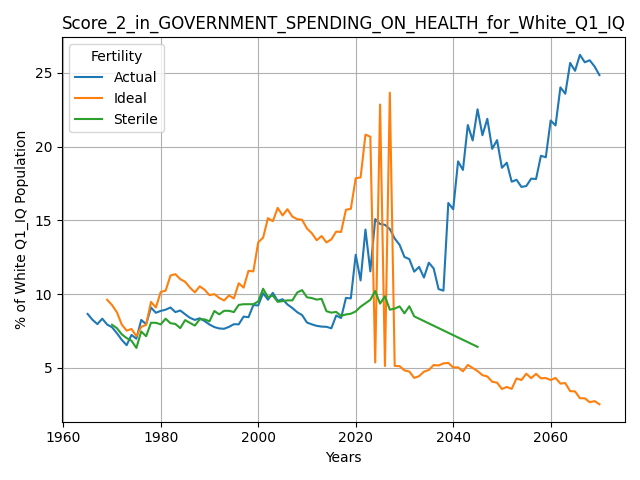 Score_2_in_GOVERNMENT_SPENDING_ON_HEALTH_for_White_Q1_IQ
Fertility
Actual
Ideal
Sterile
% of White Q1_IQ Population
25
20
15
10
5
1960 1980 2000 2020 2040 2060
Years